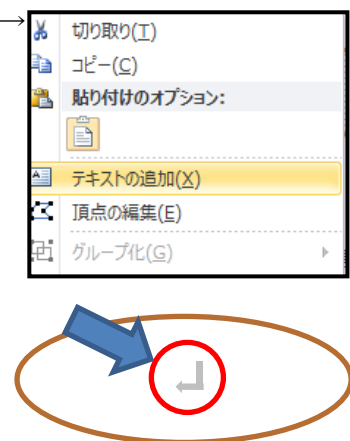 →
切り取り(T)
コピー(C)
貼り付けのオプション:
テキストの追加(X)
頂点の編集(E)
グループ化(G)